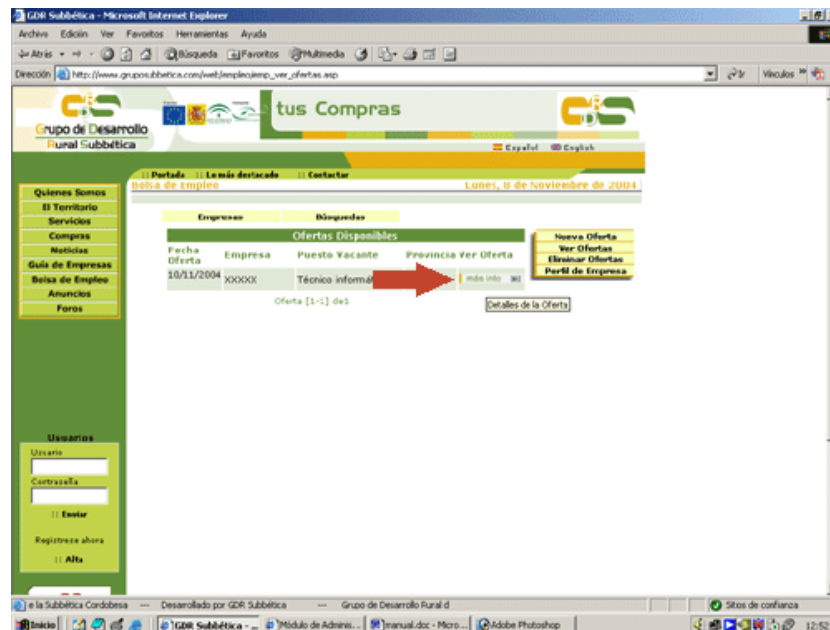 GDR Subbética - Microsoft Internet Explorer
Archivo Edición Ver Favoritos Herramientas Ayuda
Atrás Búsqueda Favoritos Multimedia
Dirección http://www.gruposubbetica.com/web/empleo/emp_ver_ofertas.asp Ir Vínculos
Grupo de Desarrollo
Rural Subbética
tus Compras
Español English
:: Portada :: Lo más destacado :: Contactar
Bolsa de Empleo Lunes, 8 de Noviembre de 2004
Quienes Somos
El Territorio
Servicios
Compras
Noticias
Guía de Empresas
Bolsa de Empleo
Anuncios
Foros
Empresas Búsquedas
Ofertas Disponibles
Fecha Oferta Empresa Puesto Vacante Provincia Ver Oferta
10/11/2004 XXXXX Técnico informá más info
Oferta [1-1] de1
Detalles de la Oferta
Nueva Oferta
Ver Ofertas
Eliminar Ofertas
Perfil de Empresa
Usuarios
Usuario
Contraseña
:: Enviar
Registrese ahora
:: Alta
e la Subbética Cordobesa --- Desarrollado por GDR Subbética --- Grupo de Desarrollo Rural d Sitios de confianza
Inicio GDR Subbética - ... Módulo de Adminis... manual.doc - Micro... Adobe Photoshop 12:52